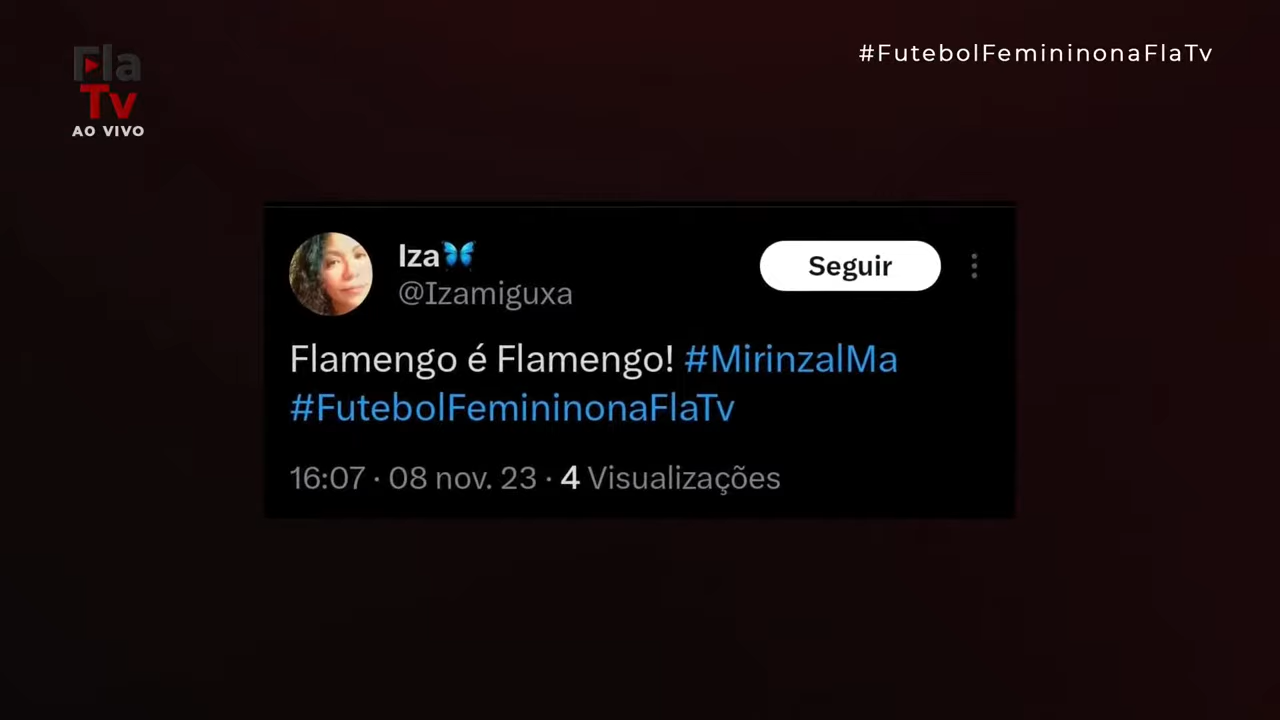 Fla
Tv
AO VIVO
#FutebolFemininonaFlaTv
Iza🦋
@Izamiguxa
Seguir
Flamengo é Flamengo! #MirinzalMa
#FutebolFemininonaFlaTv
16:07 · 08 nov. 23 · 4 Visualizações